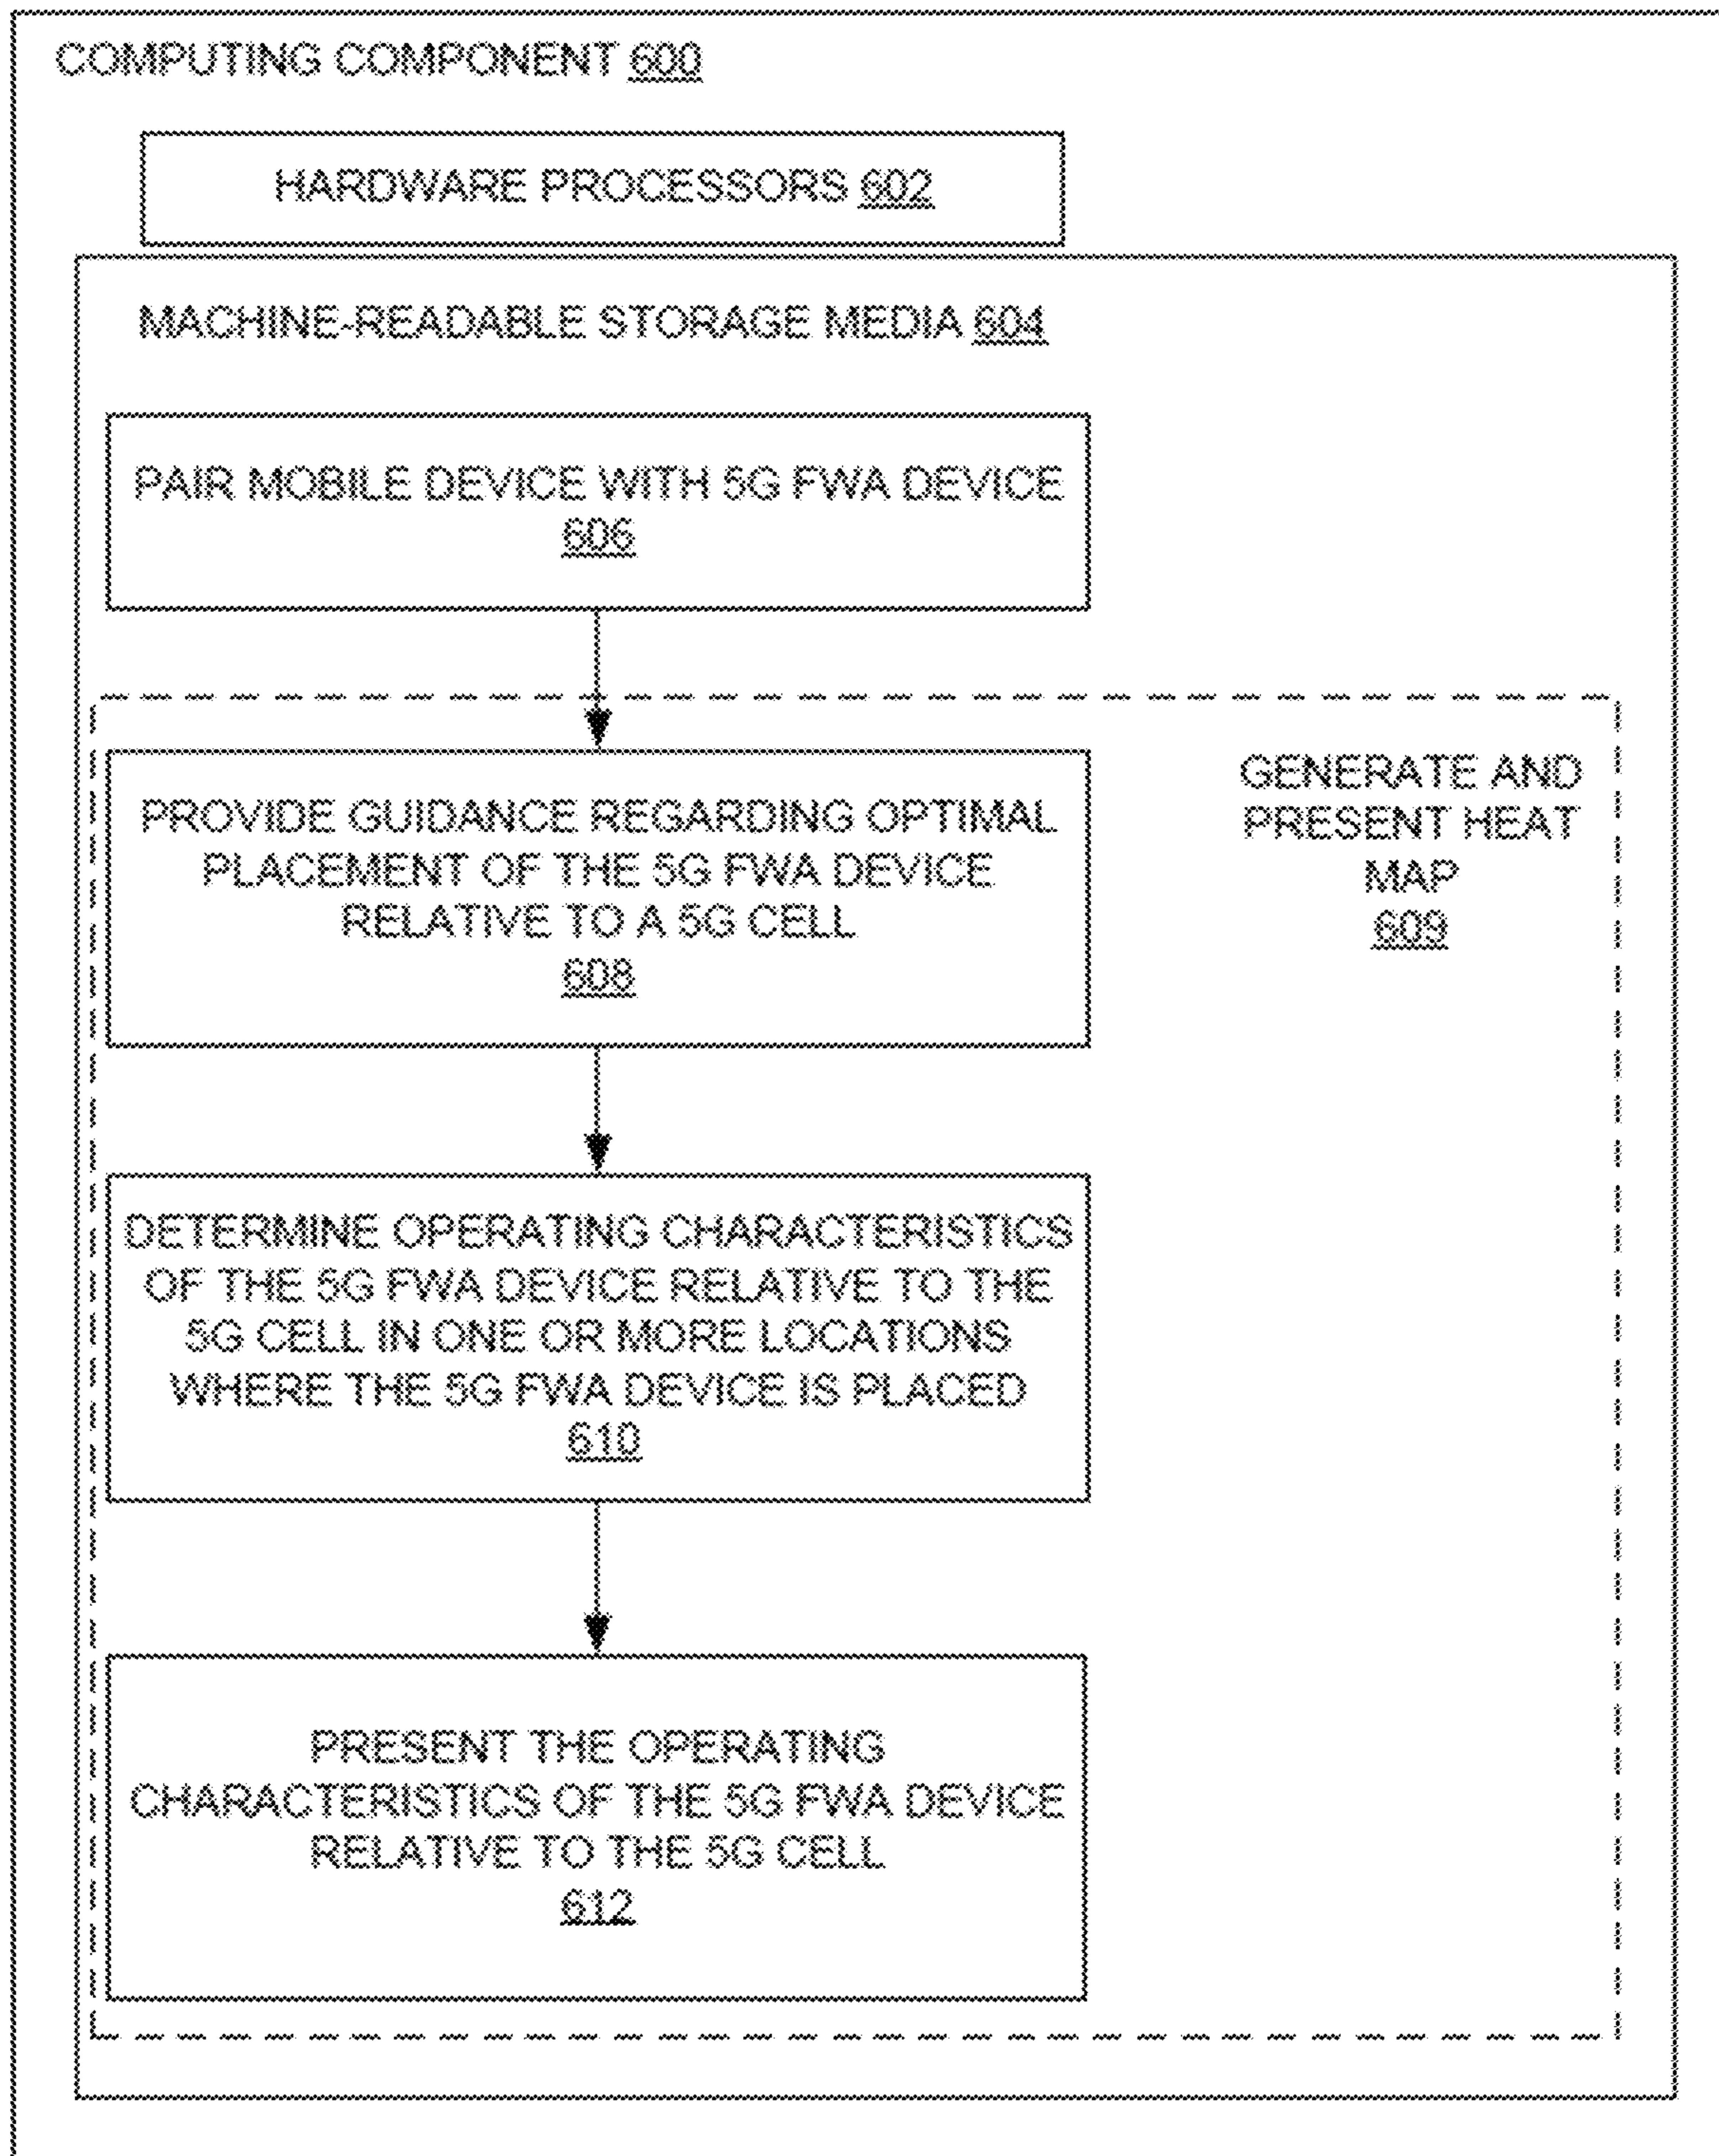 COMPUTING COMPONENT 600
HARDWARE PROCESSORS 602
MACHINE-READABLE STORAGE MEDIA 604
PAIR MOBILE DEVICE WITH 5G FWA DEVICE
606
PROVIDE GUIDANCE REGARDING OPTIMAL
PLACEMENT OF THE 5G FWA DEVICE
RELATIVE TO A 5G CELL
608
GENERATE AND
PRESENT HEAT
MAP
609
DETERMINE OPERATING CHARACTERISTICS
OF THE 5G FWA DEVICE RELATIVE TO THE
5G CELL IN ONE OR MORE LOCATIONS
WHERE THE 5G FWA DEVICE IS PLACED
610
PRESENT THE OPERATING
CHARACTERISTICS OF THE 5G FWA DEVICE
RELATIVE TO THE 5G CELL
612